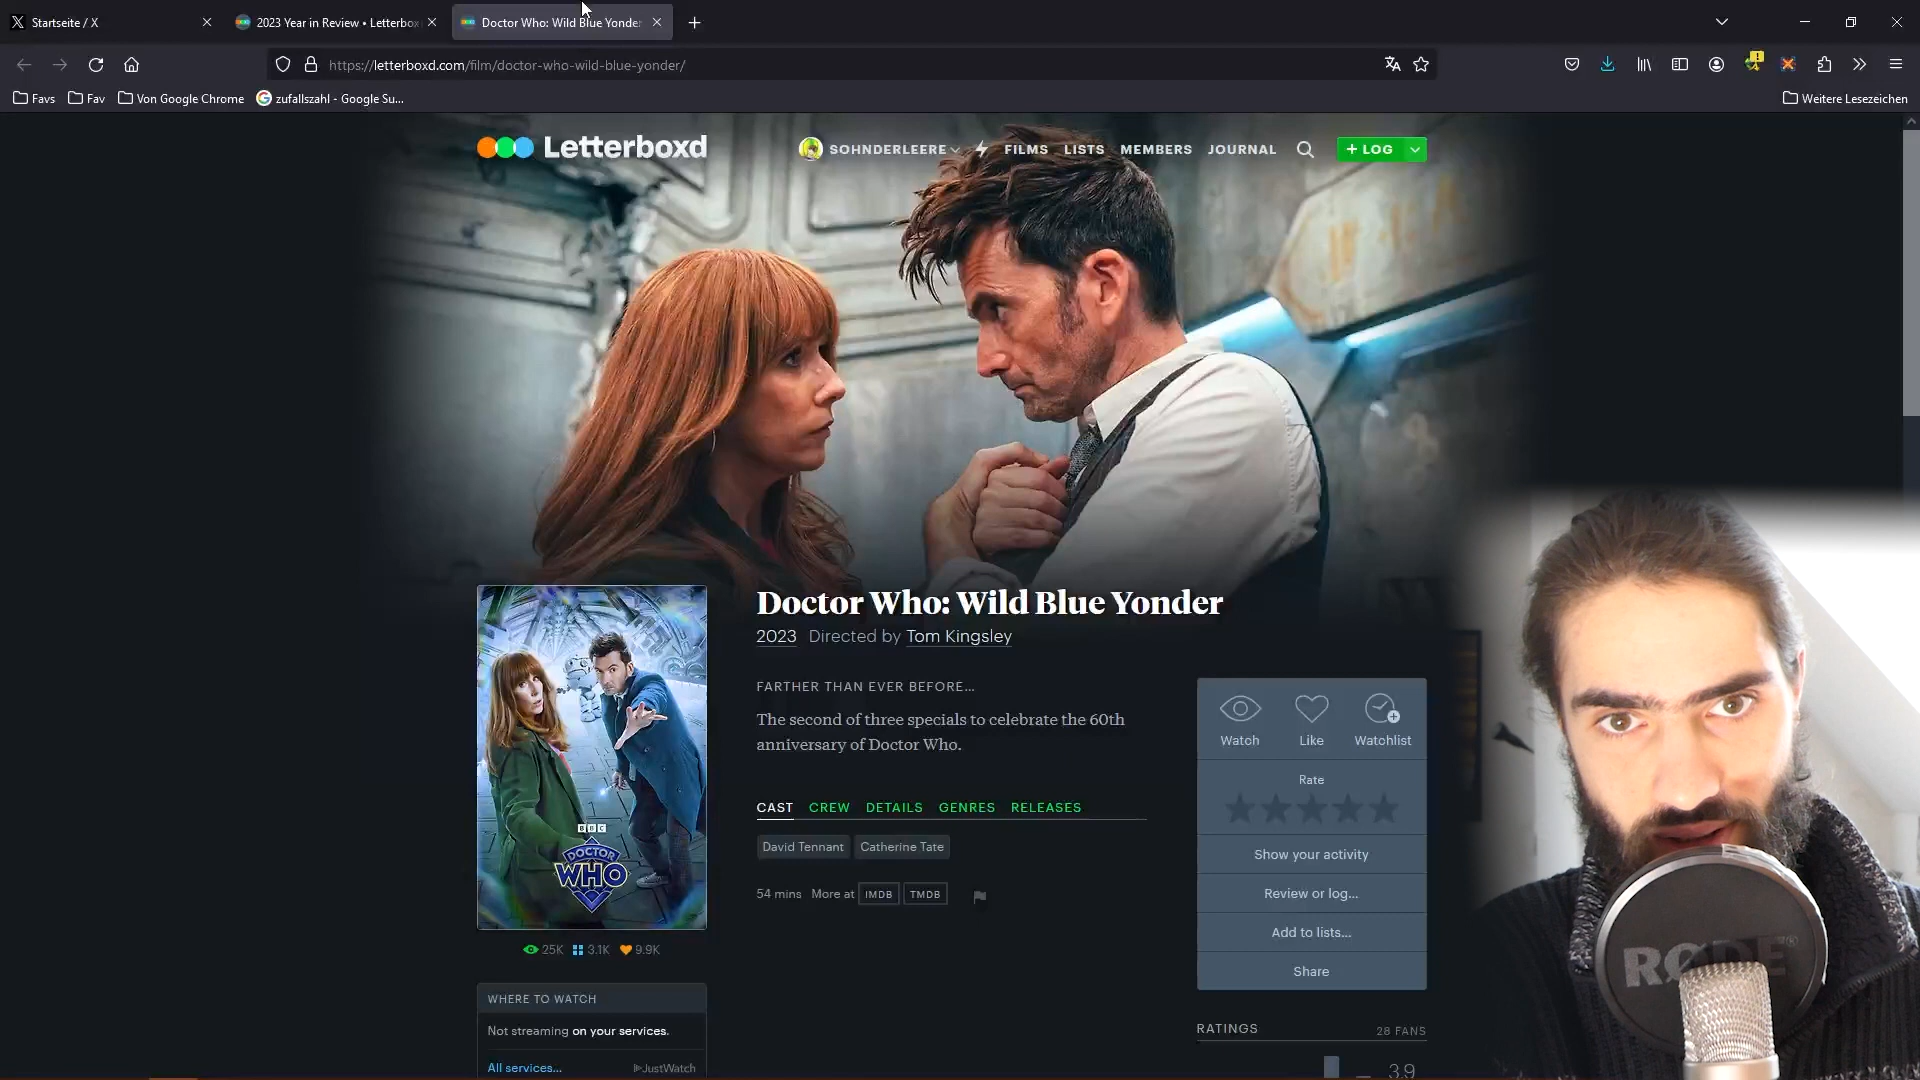 Startseite / X
2023 Year in Review • Letterbox
Doctor Who: Wild Blue Yonder
https://letterboxd.com/film/doctor-who-wild-blue-yonder/
Favs
Fav
Von Google Chrome
zufallszahl - Google Su...
Weitere Lesezeichen
Letterboxd
SOHNDERLEERE
FILMS
LISTS
MEMBERS
JOURNAL
+ LOG
Doctor Who: Wild Blue Yonder
2023 Directed by Tom Kingsley
FARTHER THAN EVER BEFORE…
The second of three specials to celebrate the 60th
anniversary of Doctor Who.
CAST
CREW
DETAILS
GENRES
RELEASES
David Tennant
Catherine Tate
54 mins More at IMDB TMDB
BBC
DOCTOR
WHO
25K 3.1K 9.9K
WHERE TO WATCH
Not streaming on your services.
All services…
JustWatch
Watch
Like
Watchlist
Rate
Show your activity
Review or log…
Add to lists…
Share
RATINGS
28 FANS
3.9
RØDE